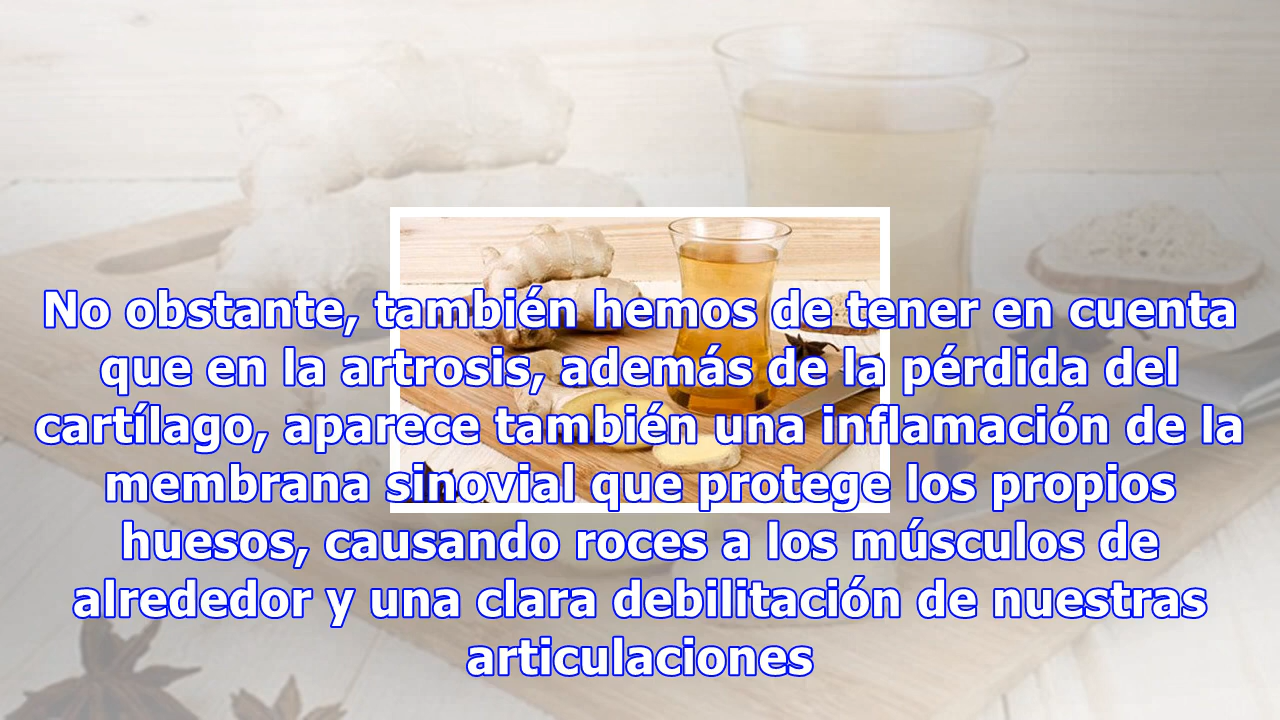 No obstante, también hemos de tener en cuenta
que en la artrosis, además de la pérdida del
cartílago, aparece también una inflamación de la
membrana sinovial que protege los propios
huesos, causando roces a los músculos de
alrededor y una clara debilitación de nuestras
articulaciones